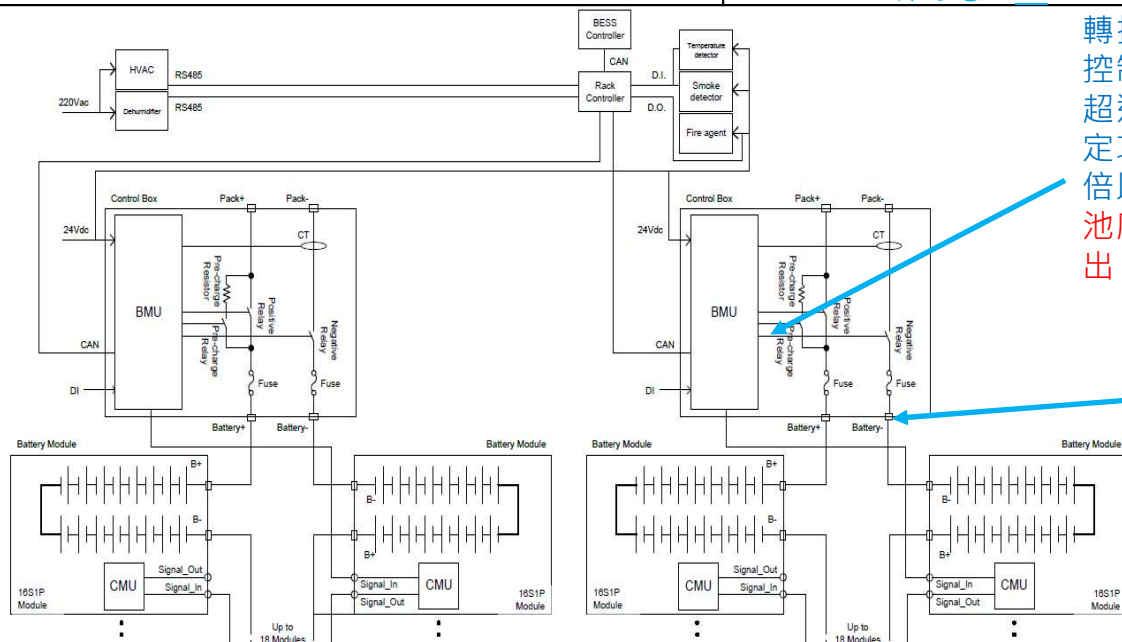 BESS
Controller
CAN
HVAC
RS485
220Vac
Dehumidifier
RS485
Rack
Controller
D.I.
D.O.
Temperature
detector
Smoke
detector
Fire agent
控制
倍
出
Control Box
Pack+
Pack-
24Vdc
CT
Pre-charge
Resistor
Positive
Relay
BMU
Pre-charge
Relay
Negative
Relay
CAN
Fuse
Fuse
DI
Battery+
Battery-
Control Box
Pack+
Pack-
24Vdc
CT
Pre-charge
Resistor
Positive
Relay
BMU
Pre-charge
Relay
Negative
Relay
CAN
Fuse
Fuse
DI
Battery+
Battery-
Battery Module
B+
B-
Signal_Out
CMU
Signal_In
16S1P
Module
Battery Module
B-
B+
Signal_In
CMU
Signal_Out
16S1P
Module
Up to
18 Modules
Battery Module
B+
B-
Signal_Out
CMU
Signal_In
16S1P
Module
Battery Module
B-
B+
Signal_In
CMU
Signal_Out
16S1P
Module
Up to
18 Modules